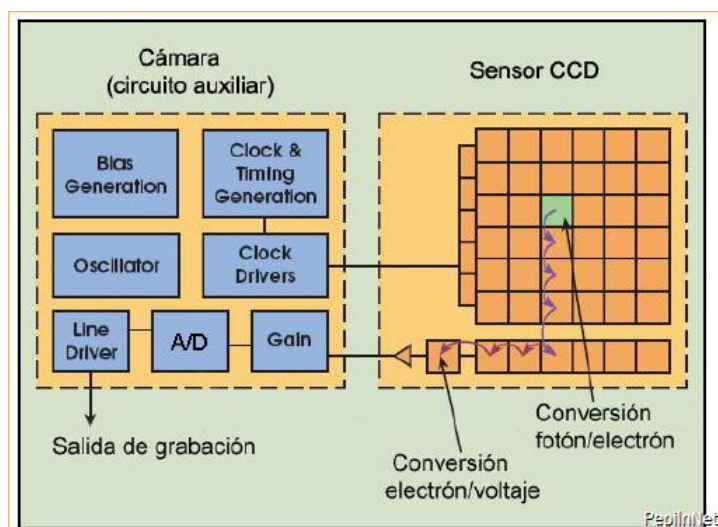 Cámara
(circuito auxiliar)
Sensor CCD
Bias
Generation
Clock &
Timing
Generation
Oscillator
Clock
Drivers
Line
Driver
A/D
Gain
Salida de grabación
Conversión
fotón/electrón
Conversión
electrón/voltaje
PepiinNet